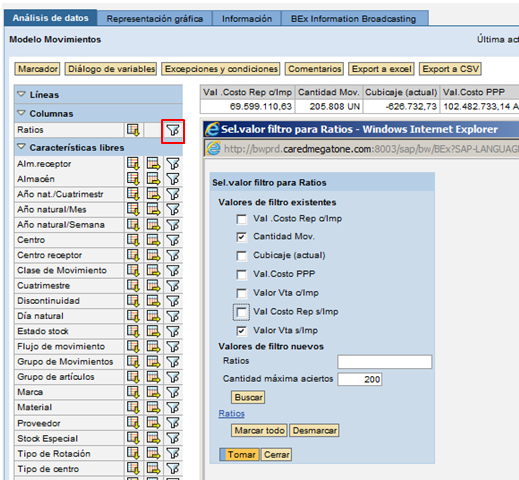 Análisis de datos Representación gráfica Información BEx Information Broadcasting
Modelo Movimientos Última act
Marcador Diálogo de variables Excepciones y condiciones Comentarios Export a excel Export a CSV
Líneas
Columnas
Ratios
Características libres
Alm.receptor
Almacén
Año nat./Cuatrimestr
Año natural/Mes
Año natural/Semana
Centro
Centro receptor
Clase de Movimiento
Cuatrimestre
Discontinuidad
Día natural
Estado stock
Flujo de movimiento
Grupo de Movimientos
Grupo de artículos
Marca
Material
Proveedor
Stock Especial
Tipo de Rotación
Tipo de centro
Val .Costo Rep c/Imp Cantidad Mov. Cubicaje (actual) Val.Costo PPP
69.599.110,63 205.808 UN -626.732,73 102.482.733,14 A
Sel.valor filtro para Ratios - Windows Internet Explorer
http://bwprd.caredmegatone.com:8003/sap/bw/BEx?SAP-LANGUAG
Sel.valor filtro para Ratios
Valores de filtro existentes
Val .Costo Rep c/Imp
Cantidad Mov.
Cubicaje (actual)
Val.Costo PPP
Valor Vta c/Imp
Val Costo Rep s/Imp
Valor Vta s/Imp
Valores de filtro nuevos
Ratios
Cantidad máxima aciertos 200
Buscar
Ratios
Marcar todo Desmarcar
Tomar Cerrar